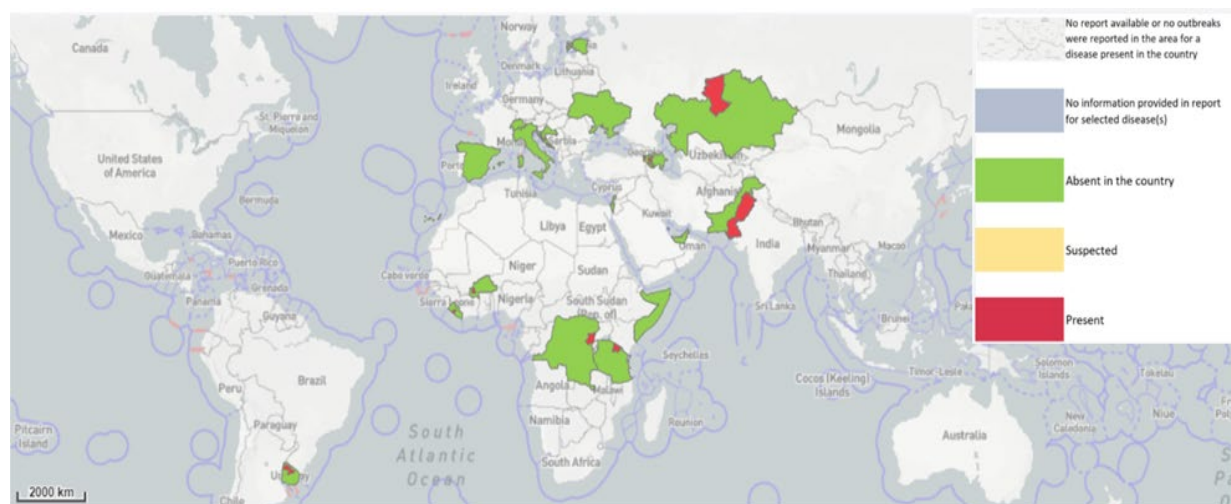 Canada
Norway
Denmark
Lithuania
Ireland
Germany
Mongolia
St. Pierre and
Miquelon
United States
of America
Serbia
Uzbekistan
Tunisia
Cyprus
Afghanistan
Bermuda
Kuwait
Libya
Egypt
Bhutan
Mexico
Bahamas
Oman
India
Myanmar
Macao
Puerto Rico
Cabo verde
Niger
Sudan
Thailand
Guatemala
Grenada
Panama
Sierra Leone
Nigeria
South Sudan
(Rep. of)
Sri Lanka
Guyana
Brunei
Seychelles
Peru
Brazil
Angola
Malawi
Cocos (Keeling)
Islands
Timor-Leste
Solomon
Islands
Tokelau
Paraguay
Namibia
Reunion
New
Caledonia
Niue
Pitcairn
Island
South
Atlantic
Ocean
Australia
Uruguay
South Africa
Chile
2000 km
No report available or no outbreaks
were reported in the area for a
disease present in the country
No information provided in report
for selected disease(s)
Absent in the country
Suspected
Present